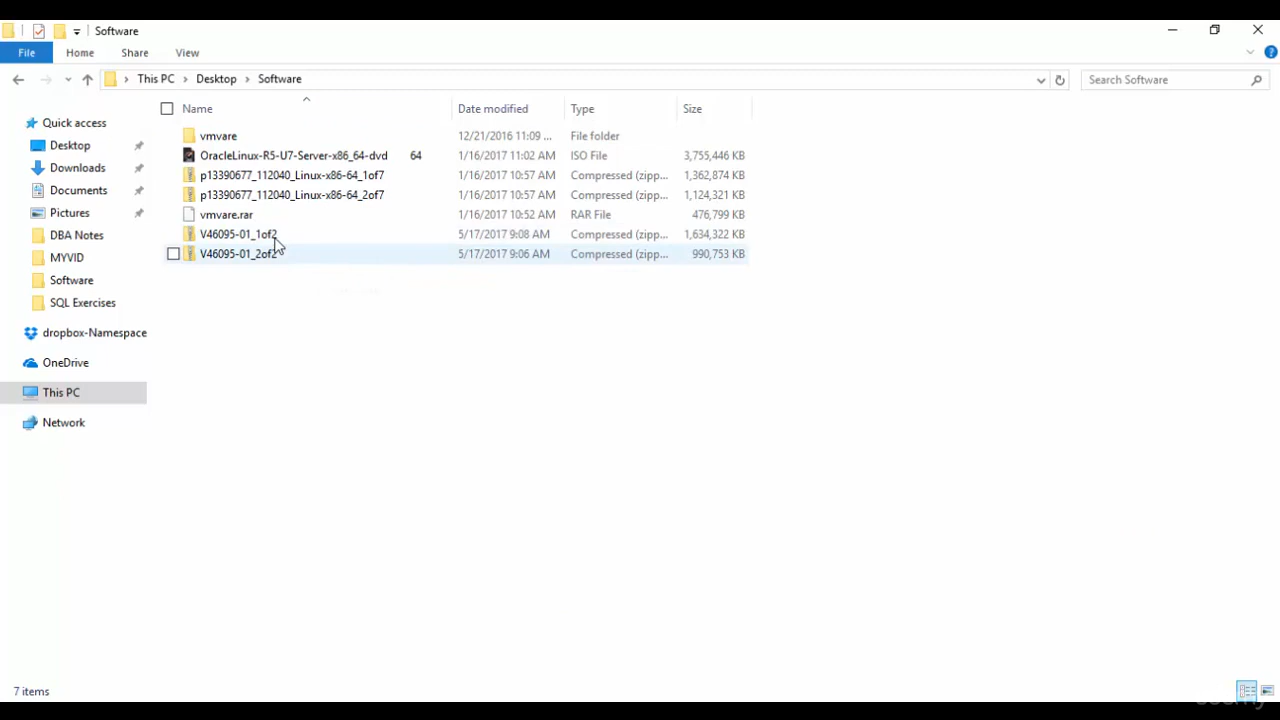 Software
File Home Share View
This PC Desktop Software Search Software
Name Date modified Type Size
Quick access
Desktop
Downloads
Documents
Pictures
DBA Notes
MYVID
Software
SQL Exercises
dropbox-Namespace
OneDrive
This PC
Network
vmvare 12/21/2016 11:09 ... File folder
OracleLinux-R5-U7-Server-x86_64-dvd 64 1/16/2017 11:02 AM ISO File 3,755,446 KB
p13390677_112040_Linux-x86-64_1of7 1/16/2017 10:57 AM Compressed (zipp... 1,362,874 KB
p13390677_112040_Linux-x86-64_2of7 1/16/2017 10:57 AM Compressed (zipp... 1,124,321 KB
vmvare.rar 1/16/2017 10:52 AM RAR File 476,799 KB
V46095-01_1of2 5/17/2017 9:08 AM Compressed (zipp... 1,634,322 KB
V46095-01_2of2 5/17/2017 9:06 AM Compressed (zipp... 990,753 KB
7 items